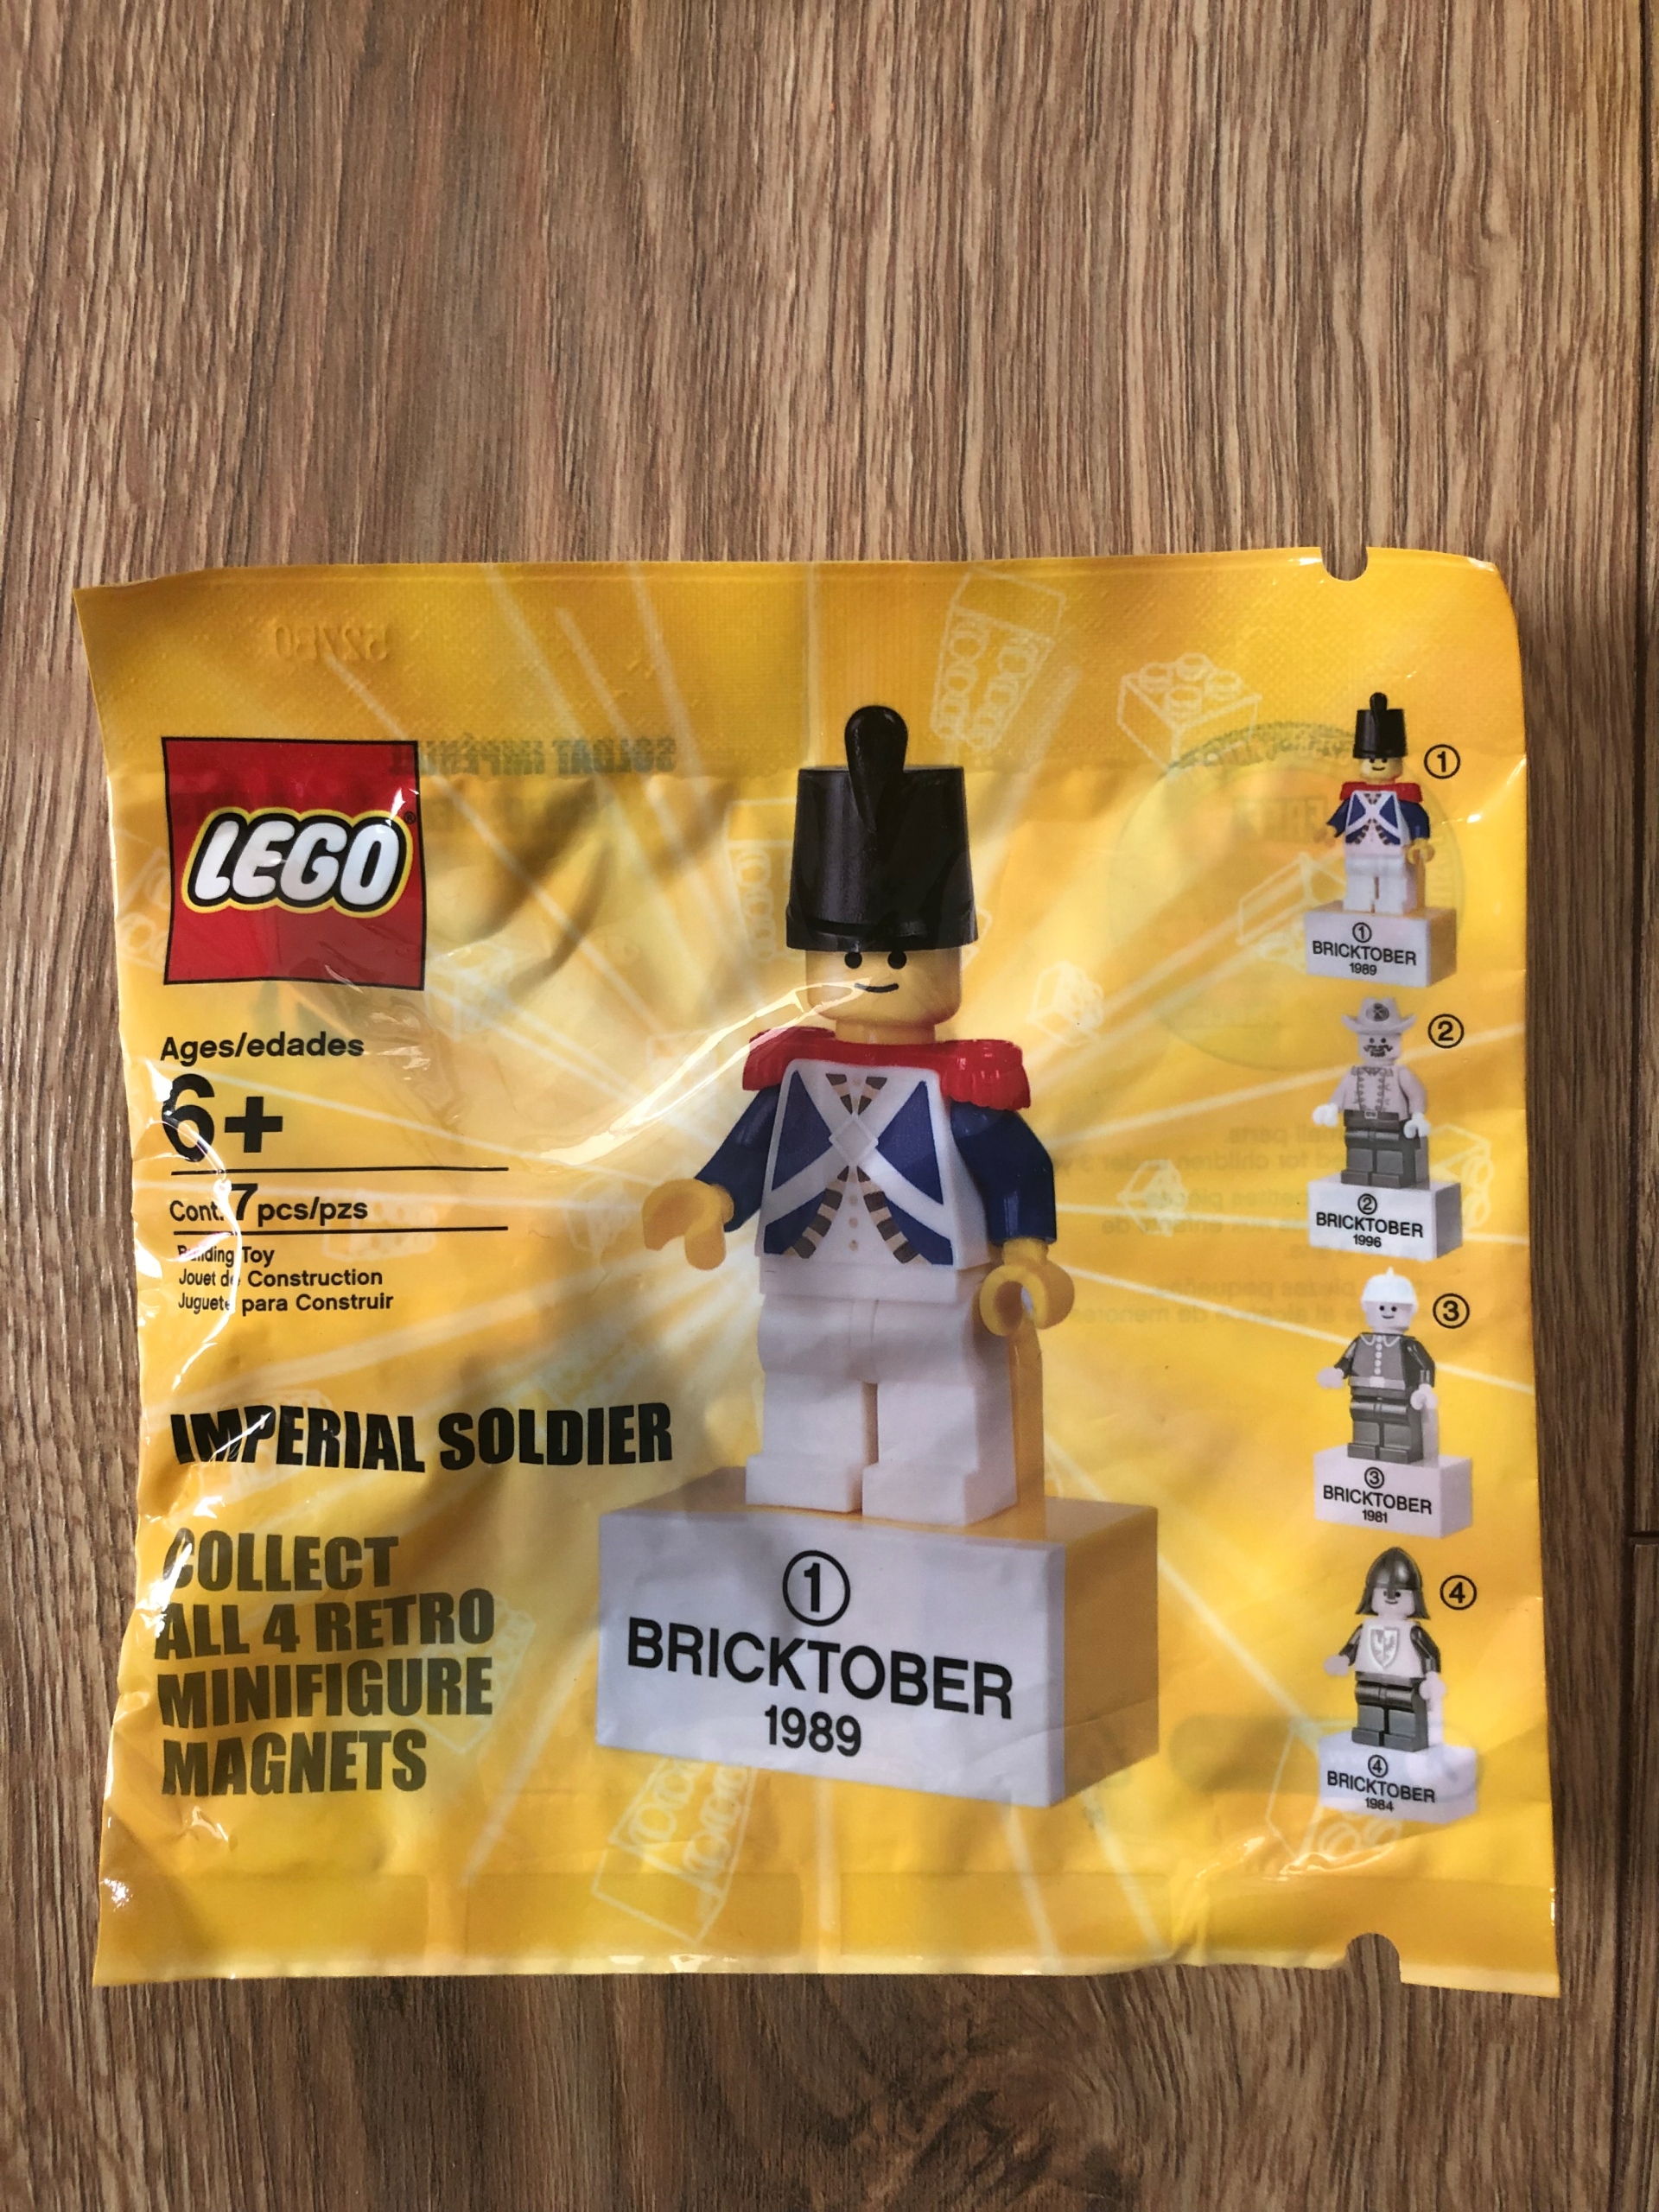 LEGO®
Ages/edades
6+
Cont. 7 pcs/pzs
Building Toy
Jouet de Construction
Juguete para Construir
IMPERIAL SOLDIER
COLLECT
ALL 4 RETRO
MINIFIGURE
MAGNETS
1
BRICKTOBER
1989
1
1
BRICKTOBER
1989
2
2
BRICKTOBER
1996
3
3
BRICKTOBER
1981
4
4
BRICKTOBER
1984